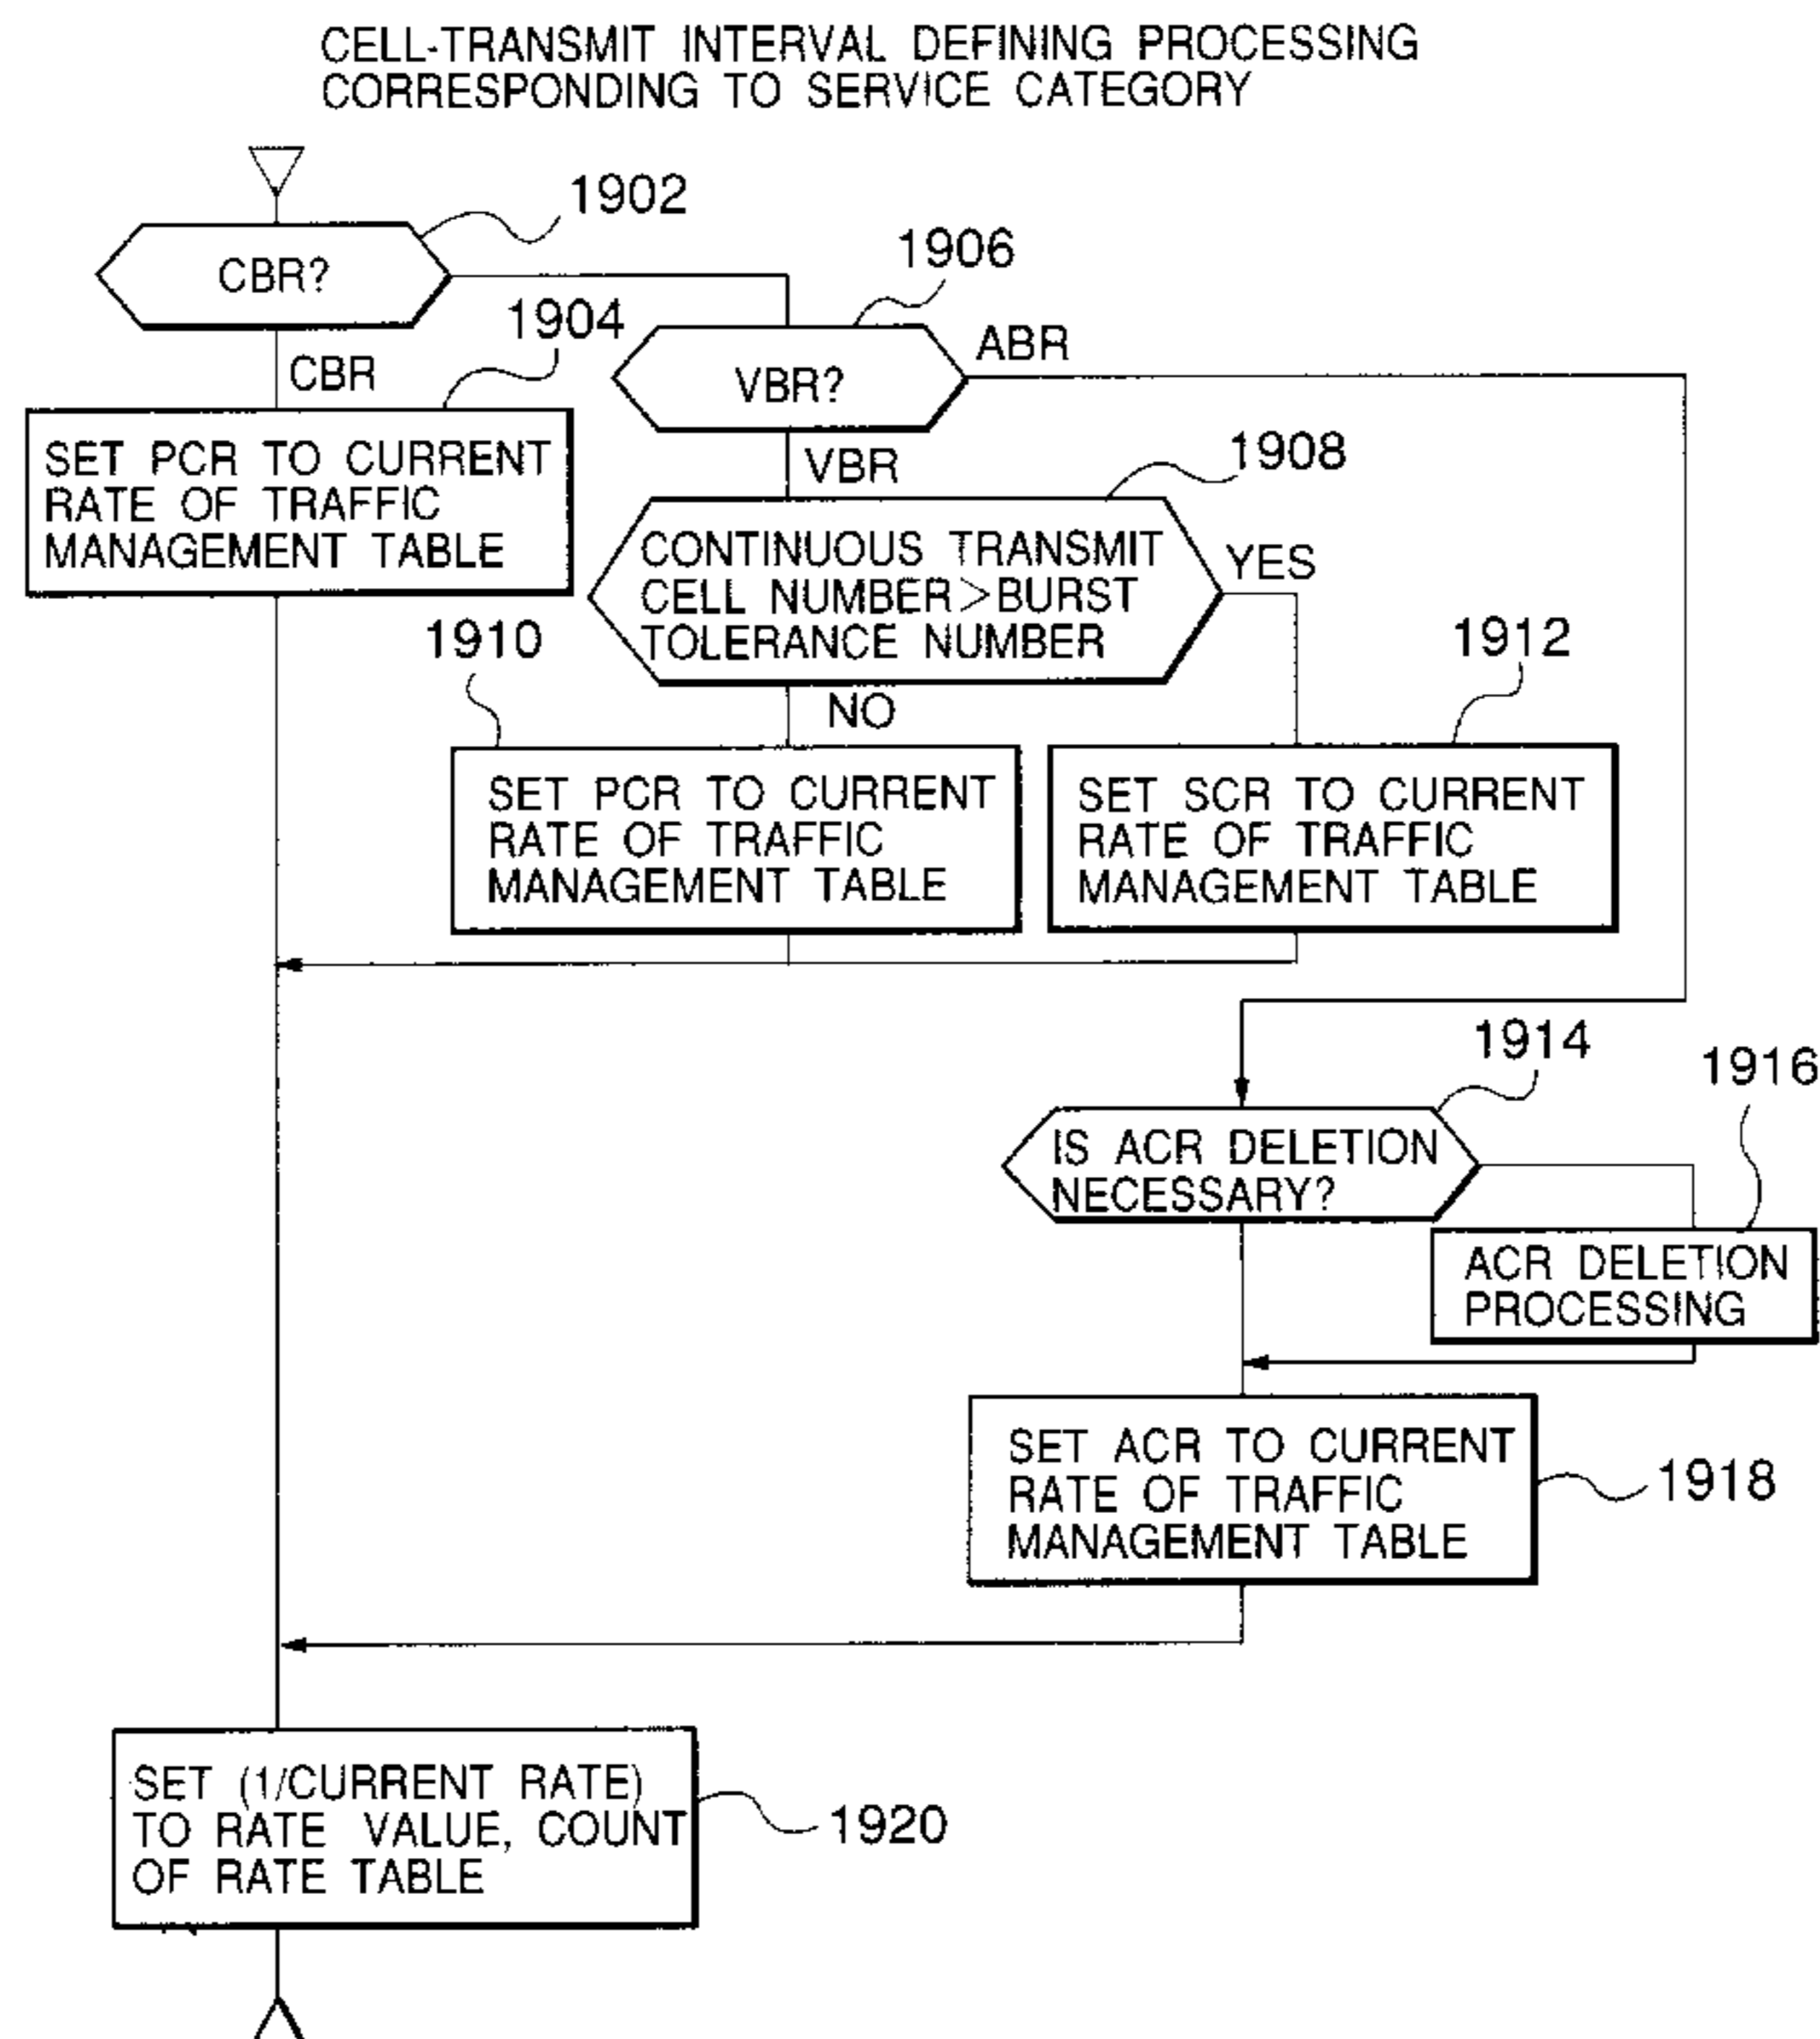 CELL-TRANSMIT INTERVAL DEFINING PROCESSING
CORRESPONDING TO SERVICE CATEGORY
1902
CBR?
1906
1904
CBR
VBR?
ABR
SET PCR TO CURRENT
RATE OF TRAFFIC
MANAGEMENT TABLE
VBR
1908
CONTINUOUS TRANSMIT
CELL NUMBER>BURST
TOLERANCE NUMBER
YES
1910
NO
1912
SET PCR TO CURRENT
RATE OF TRAFFIC
MANAGEMENT TABLE
SET SCR TO CURRENT
RATE OF TRAFFIC
MANAGEMENT TABLE
1914
1916
IS ACR DELETION
NECESSARY?
ACR DELETION
PROCESSING
SET ACR TO CURRENT
RATE OF TRAFFIC
MANAGEMENT TABLE
1918
SET (1/CURRENT RATE)
TO RATE VALUE, COUNT
OF RATE TABLE
1920